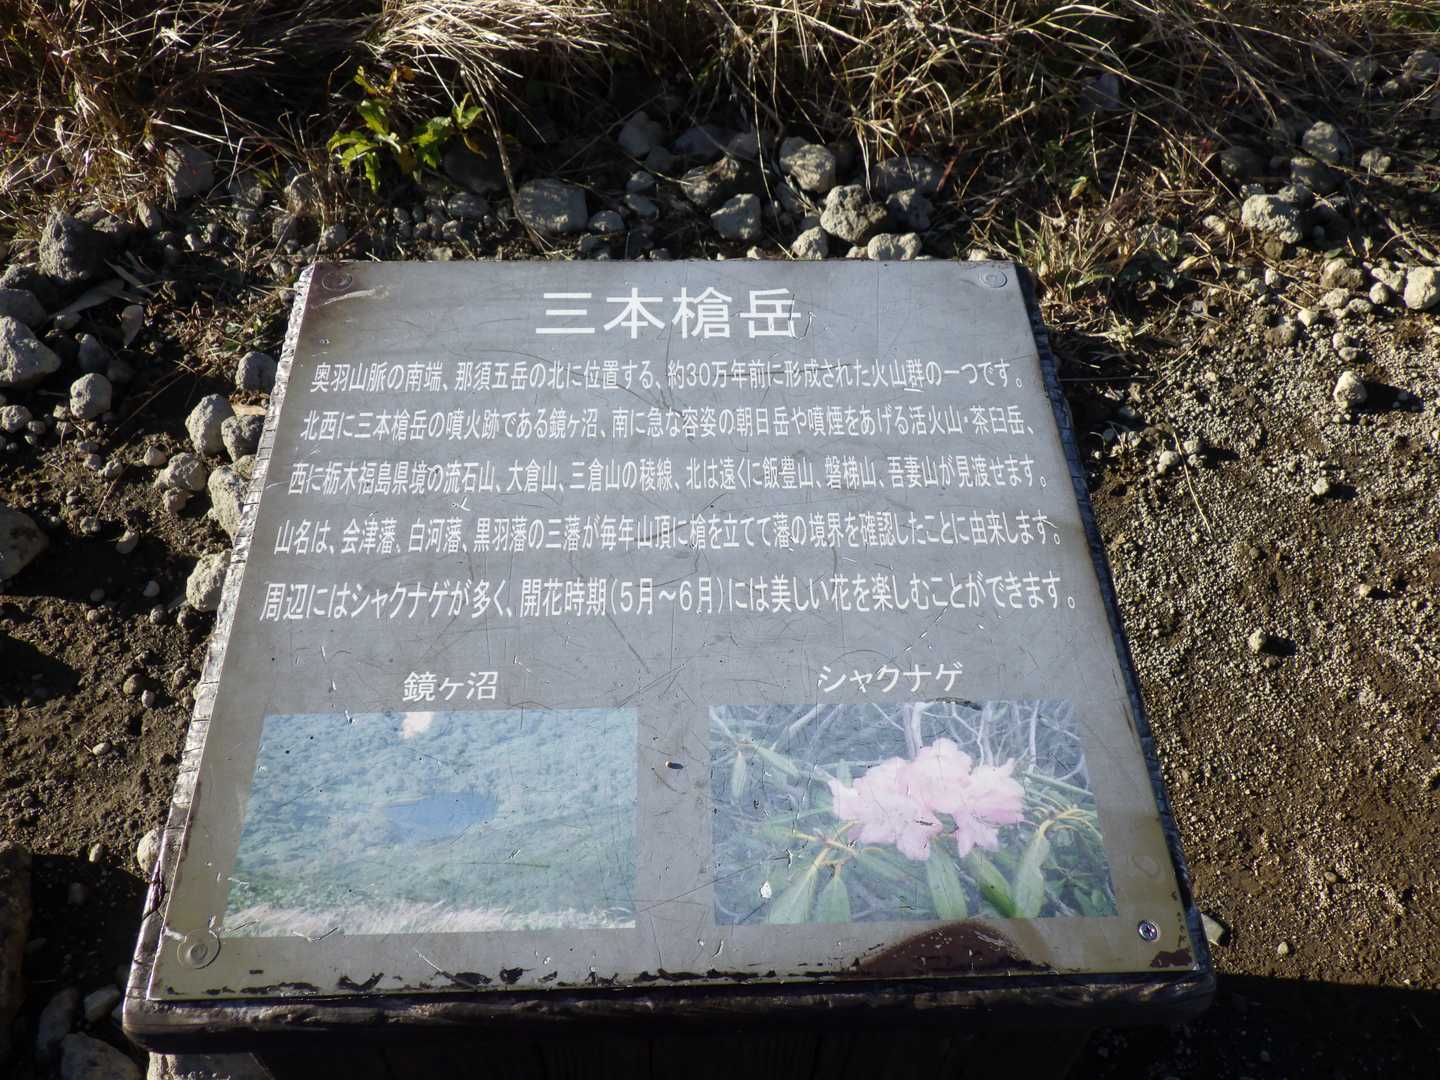 三本槍岳
奥羽山脈の南端、那須五岳の北に位置する、約30万年前に形成された火山群の一つです。
北西に三本槍岳の噴火跡である鏡ヶ沼、南に急な容姿の朝日岳や噴煙をあげる活火山・茶臼岳、
西に栃木福島県境の流石山、大倉山、三倉山の稜線、北は遠くに飯豊山、磐梯山、吾妻山が見渡せます。
山名は、会津藩、白河藩、黒羽藩の三藩が毎年山頂に槍を立てて藩の境界を確認したことに由来します。
周辺にはシャクナゲが多く、開花時期(5月～6月)には美しい花を楽しむことができます。
鏡ヶ沼
シャクナゲ